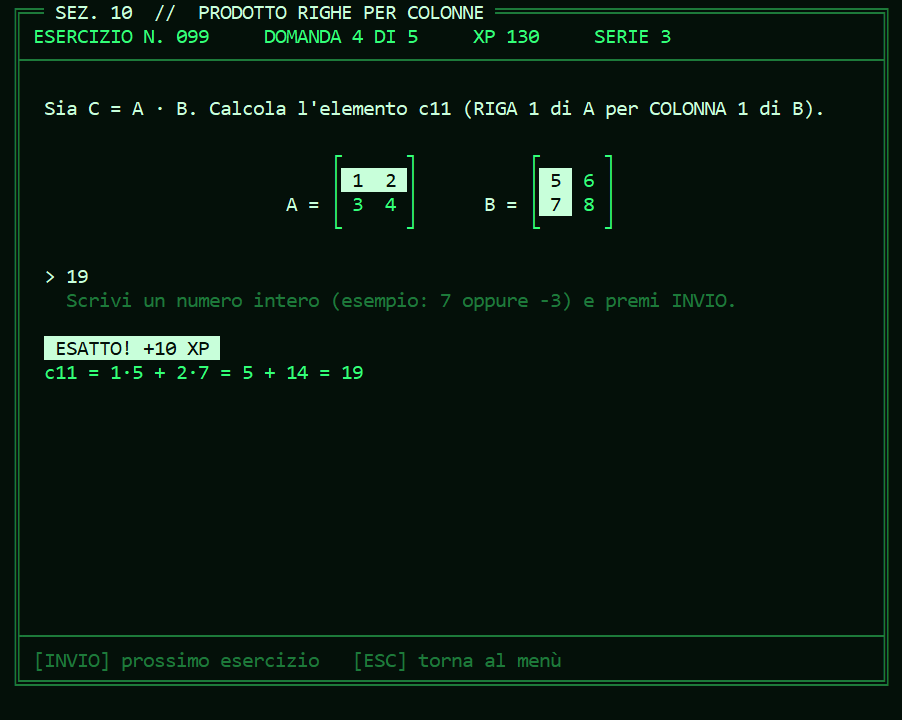 SEZ. 10  //  PRODOTTO RIGHE PER COLONNE
ESERCIZIO N. 099     DOMANDA 4 DI 5     XP 130     SERIE 3
Sia C = A · B. Calcola l'elemento c11 (RIGA 1 di A per COLONNA 1 di B).
1  2     5  6
A =  3  4     B =  7  8
> 19
Scrivi un numero intero (esempio: 7 oppure -3) e premi INVIO.
ESATTO! +10 XP
c11 = 1·5 + 2·7 = 5 + 14 = 19
[INVIO] prossimo esercizio   [ESC] torna al menù